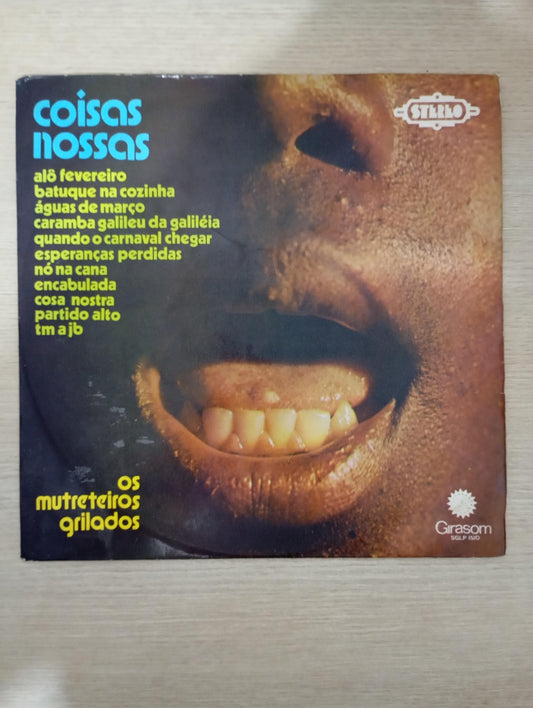 coisas
nossas
STEREO
alô fevereiro
batuque na cozinha
águas de março
caramba galileu da galiléia
quando o carnaval chegar
esperanças perdidas
nó na cana
encabulada
cosa nostra
partido alto
tm a jb
os
mutreteiros
grilados
Girasom